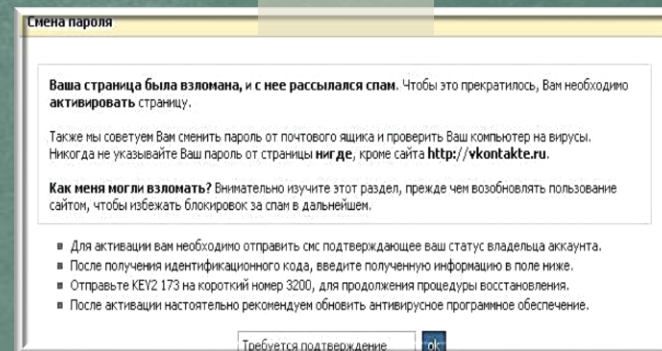 Смена пароля
Ваша страница была взломана, и с нее рассылался спам. Чтобы это прекратилось, Вам необходимо
активировать страницу.
Также мы советуем Вам сменить пароль от почтового ящика и проверить Ваш компьютер на вирусы.
Никогда не указывайте Ваш пароль от страницы нигде, кроме сайта http://vkontakte.ru.
Как меня могли взломать? Внимательно изучите этот раздел, прежде чем возобновлять пользование
сайтом, чтобы избежать блокировок за спам в дальнейшем.
Для активации вам необходимо отправить смс подтверждающее ваш статус владельца аккаунта.
После получения идентификационного кода, введите полученную информацию в поле ниже.
Отправьте KEY2 173 на короткий номер 3200, для продолжения процедуры восстановления.
После активации настоятельно рекомендуем обновить антивирусное программное обеспечение.
Требуется подтверждение ok